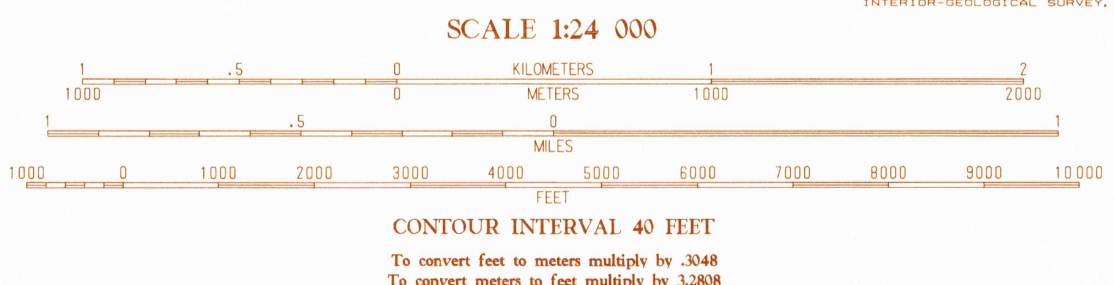 INTERIOR-GEOLOGICAL SURVEY,
SCALE 1:24 000
1 .5 0 KILOMETERS 1 2
1000 0 METERS 1000 2000
1 .5 0 1
MILES
1000 0 1000 2000 3000 4000 5000 6000 7000 8000 9000 10 000
FEET
CONTOUR INTERVAL 40 FEET
To convert feet to meters multiply by .3048
To convert meters to feet multiply by 3.2808